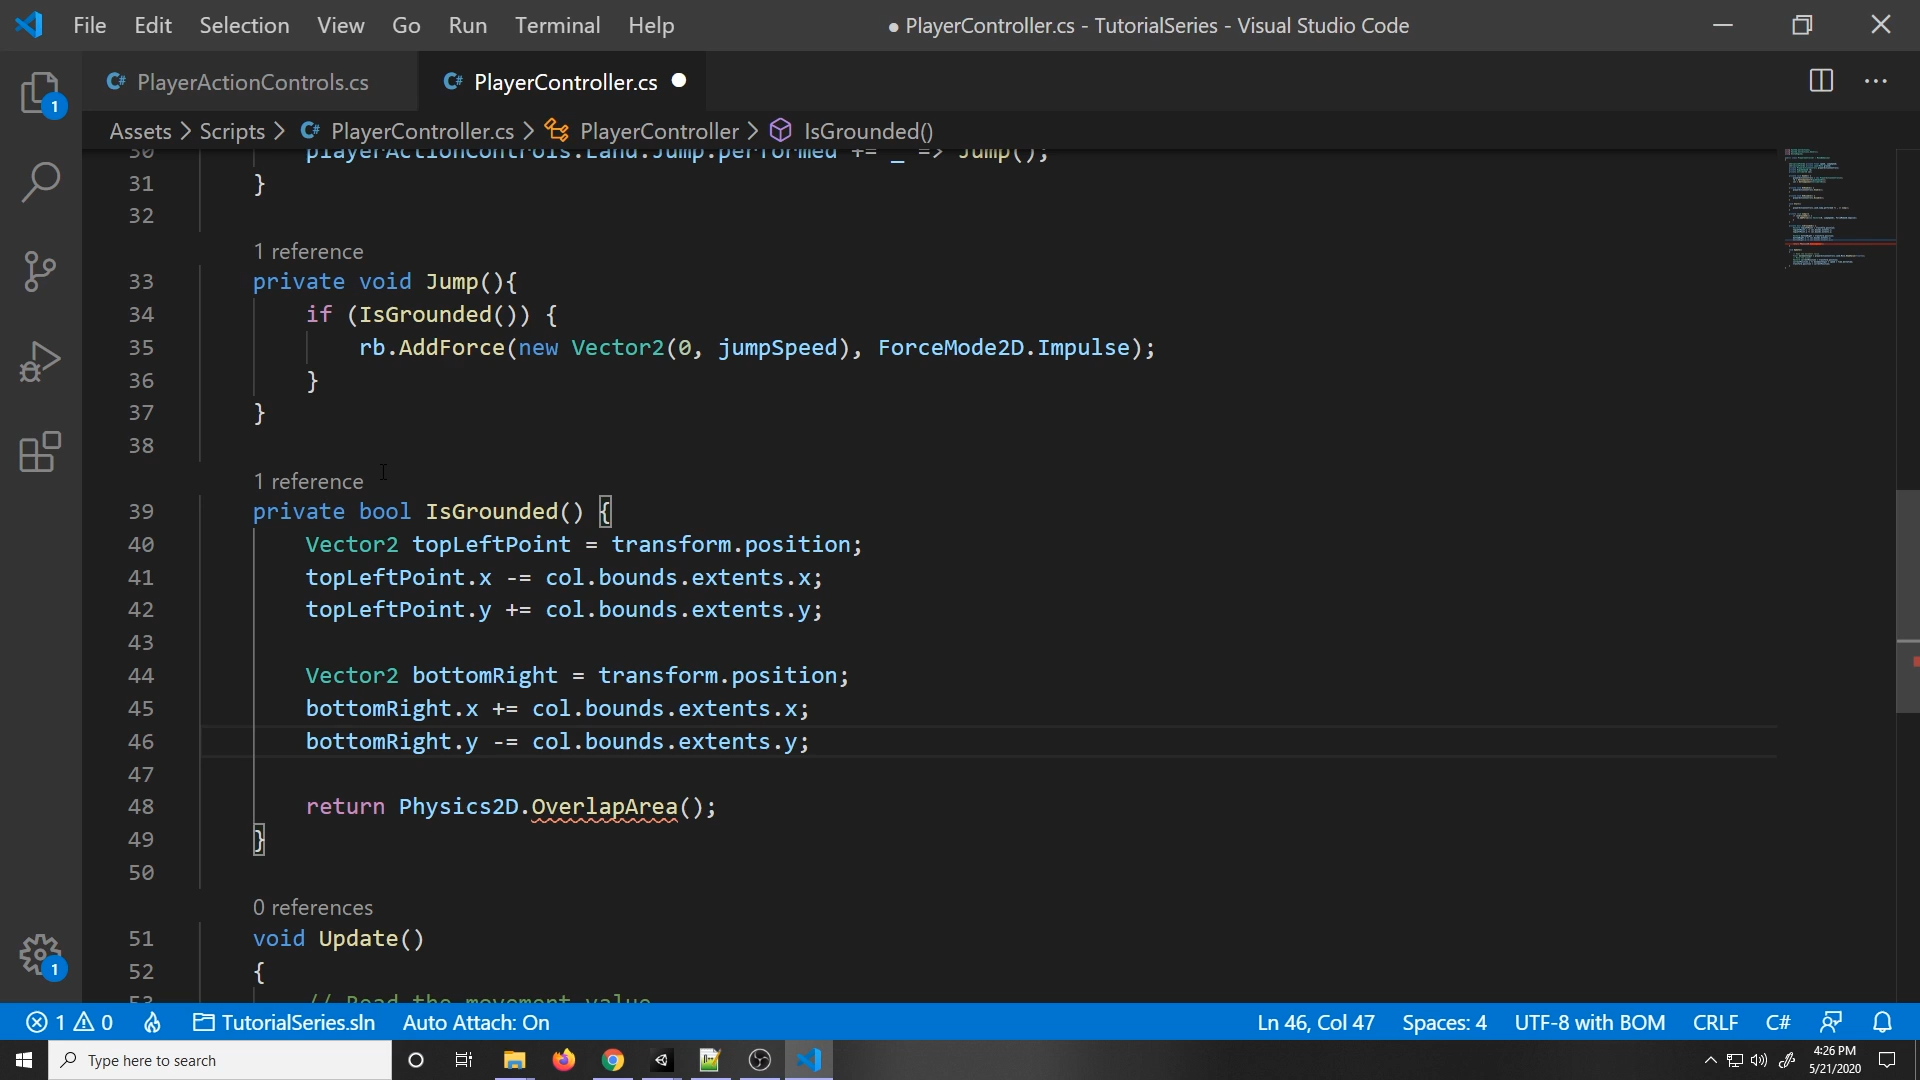 File Edit Selection View Go Run Terminal Help
● PlayerController.cs - TutorialSeries - Visual Studio Code
PlayerActionControls.cs
PlayerController.cs
Assets > Scripts > PlayerController.cs > PlayerController > IsGrounded()
30 playerActionControls.Land.Jump.performed += _ => Jump();
31 }
32
1 reference
33 private void Jump(){
34 if (IsGrounded()) {
35 rb.AddForce(new Vector2(0, jumpSpeed), ForceMode2D.Impulse);
36 }
37 }
38
1 reference
39 private bool IsGrounded() {
40 Vector2 topLeftPoint = transform.position;
41 topLeftPoint.x -= col.bounds.extents.x;
42 topLeftPoint.y += col.bounds.extents.y;
43
44 Vector2 bottomRight = transform.position;
45 bottomRight.x += col.bounds.extents.x;
46 bottomRight.y -= col.bounds.extents.y;
47
48 return Physics2D.OverlapArea();
49 }
50
0 references
51 void Update()
52 {
53 // Read the movement value
1
1
1 0 TutorialSeries.sln Auto Attach: On
Ln 46, Col 47 Spaces: 4 UTF-8 with BOM CRLF C#
Type here to search
4:26 PM
5/21/2020